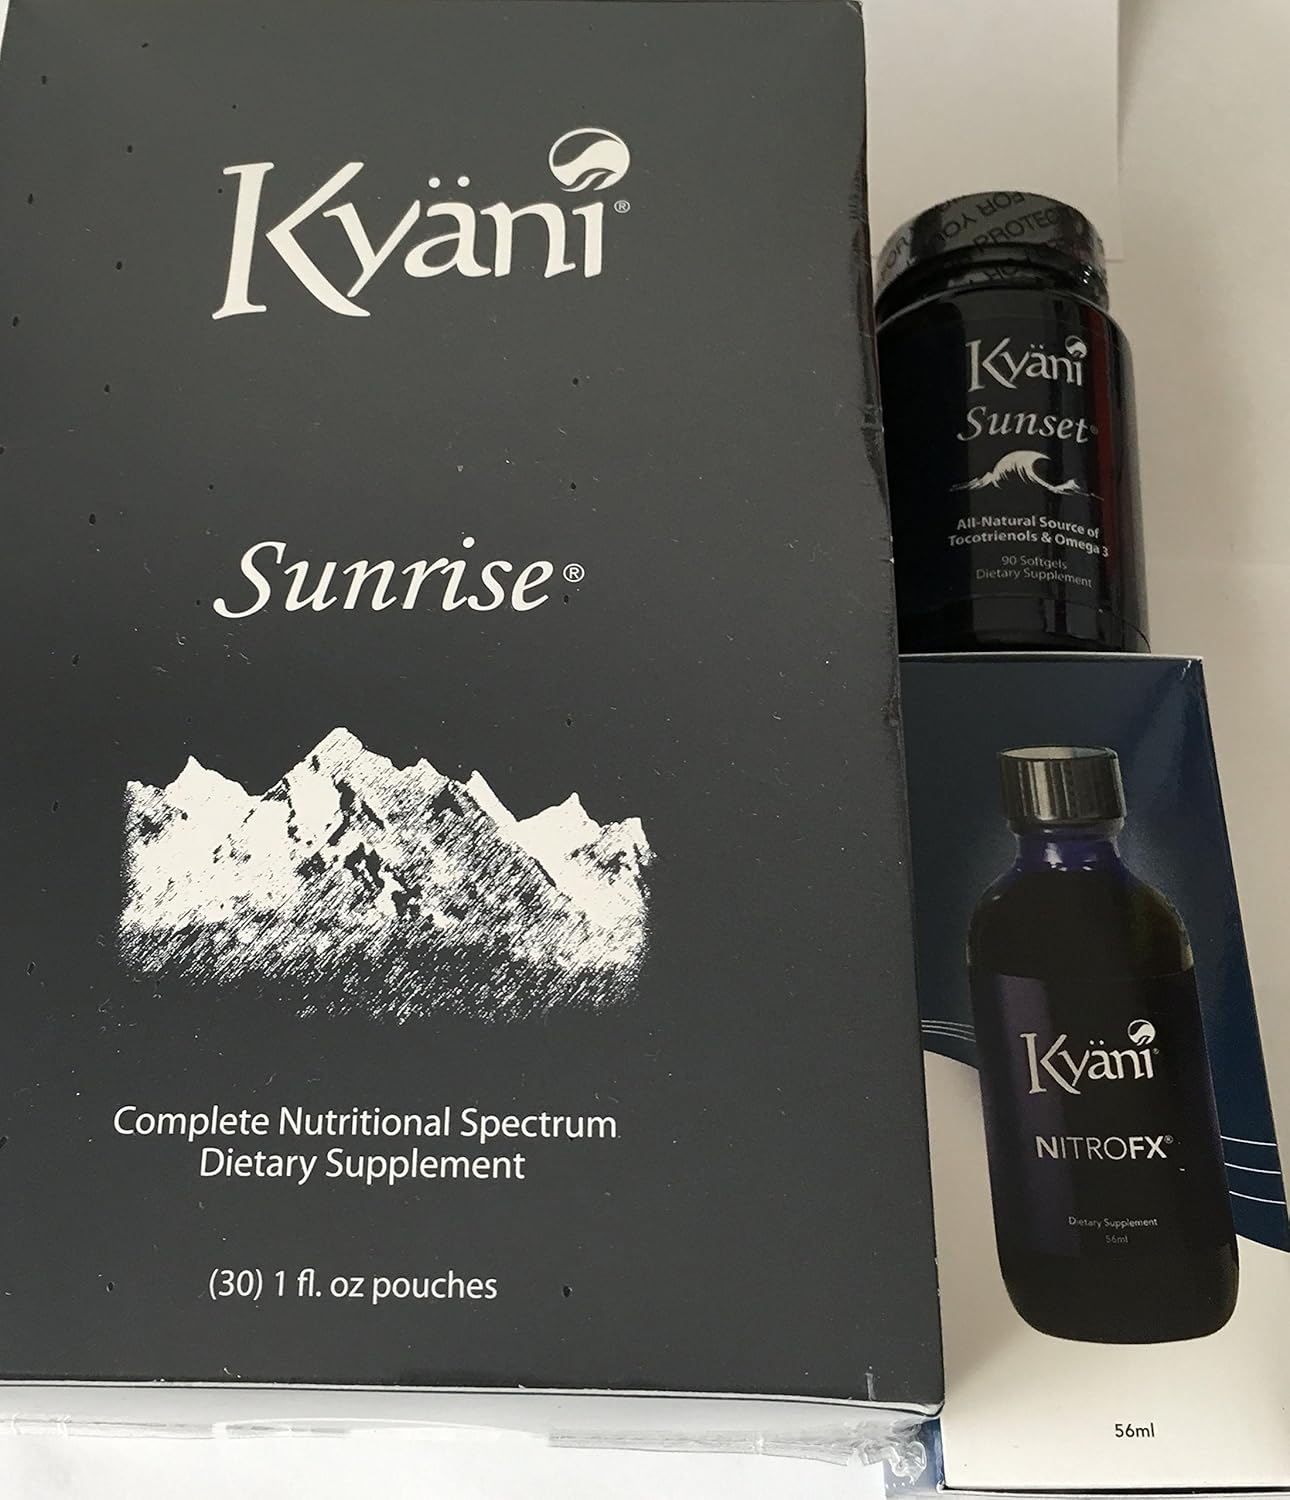 Kyäni®
Sunrise®
Complete Nutritional Spectrum
Dietary Supplement
(30) 1 fl. oz pouches
PROTEC
Kyäni
Sunset®
All-Natural Source of
Tocotrienols & Omega 3
90 Softgels
Dietary Supplement
Kyäni®
NITROFX®
Dietary Supplement
56ml
56ml